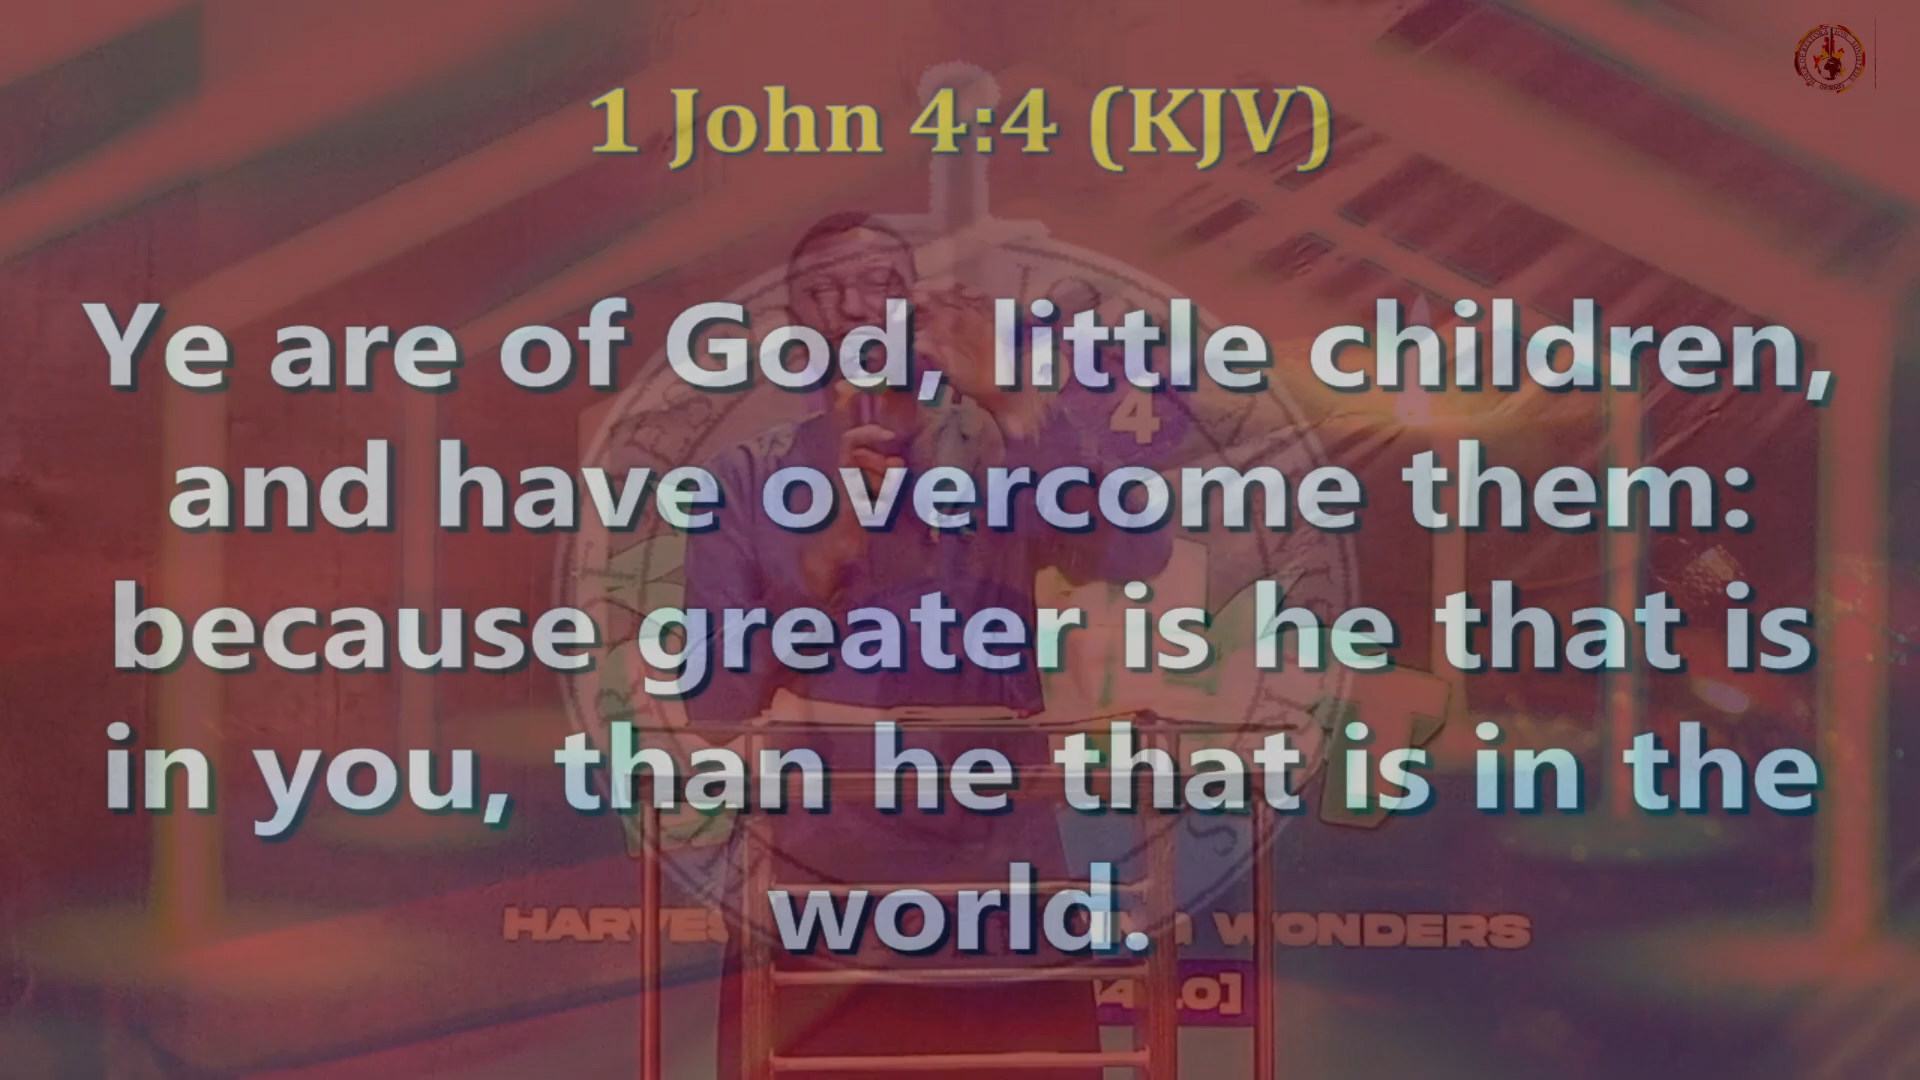 1 John 4:4 (KJV)
Ye are of God, little children,
and have overcome them:
because greater is he that is
in you, than he that is in the
world.
4
WONDERS